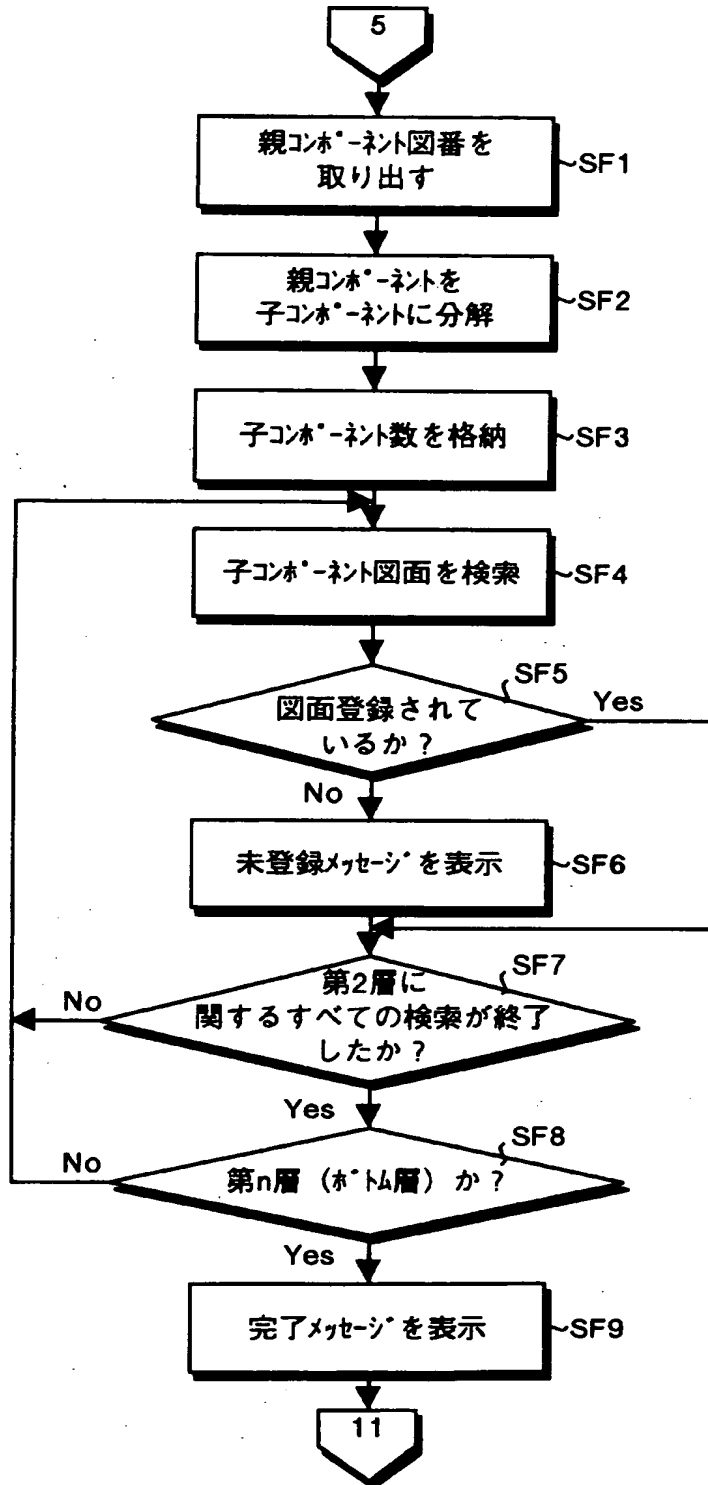 5
親コンポーネント図番を
取り出す
~SF1
親コンポーネントを
子コンポーネントに分解
~SF2
子コンポーネント数を格納
~SF3
子コンポーネント図面を検索
~SF4
SF5
図面登録されて
いるか？
Yes
No
未登録メッセージを表示
~SF6
SF7
第2層に
関するすべての検索が終了
したか？
No
Yes
SF8
第n層（ボトム層）か？
No
Yes
完了メッセージを表示
~SF9
11